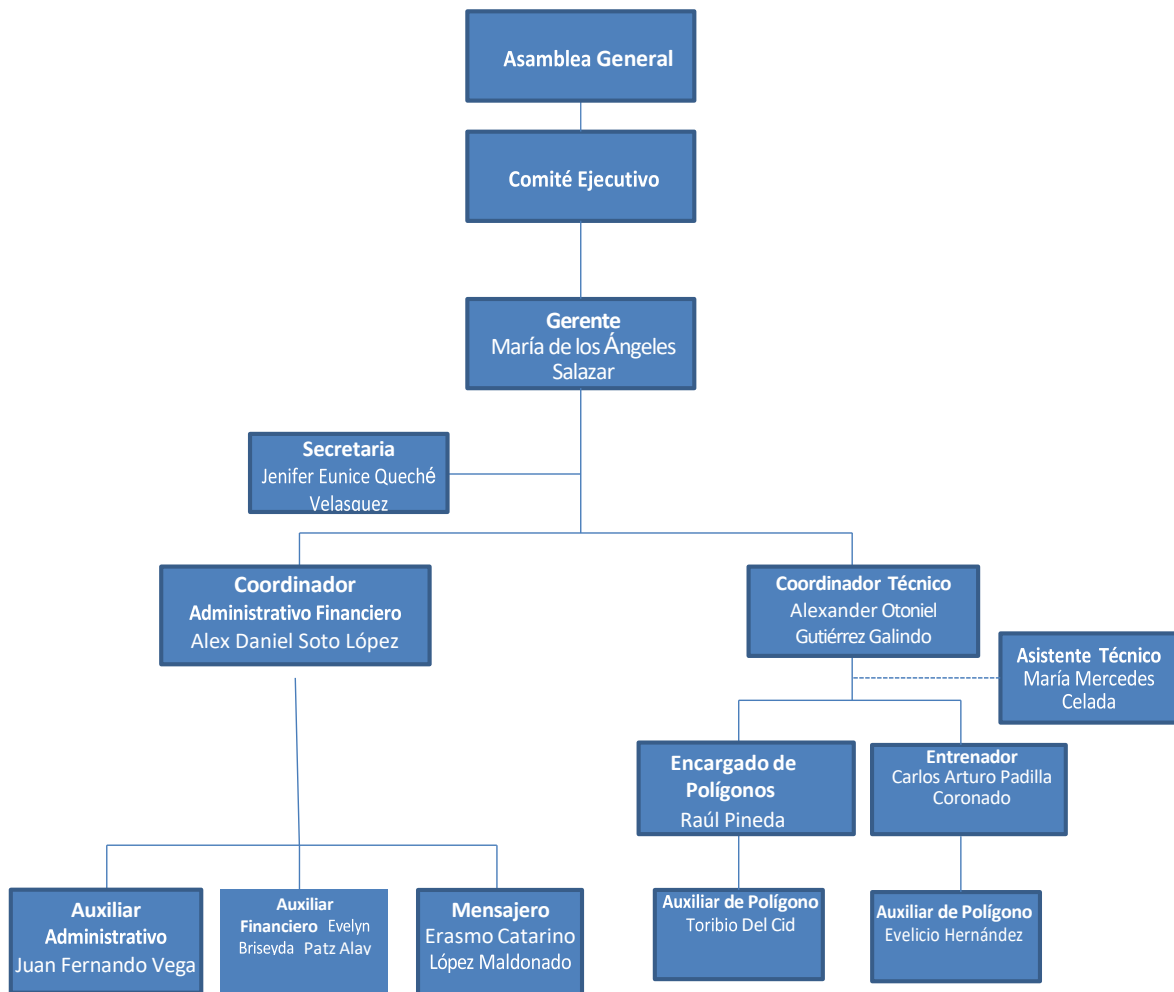 Asamblea General
Comité Ejecutivo
Gerente
María de los Ángeles
Salazar
Secretaria
Jenifer Eunice Queché
Velasquez
Coordinador
Administrativo Financiero
Alex Daniel Soto López
Coordinador Técnico
Alexander Otoniel
Gutiérrez Galindo
Asistente Técnico
María Mercedes
Celada
Encargado de
Polígonos
Raúl Pineda
Entrenador
Carlos Arturo Padilla
Coronado
Auxiliar
Administrativo
Juan Fernando Vega
Auxiliar
Financiero Evelyn
Briseyda Patz Alay
Mensajero
Erasmo Catarino
López Maldonado
Auxiliar de Polígono
Toribio Del Cid
Auxiliar de Polígono
Evelicio Hernández